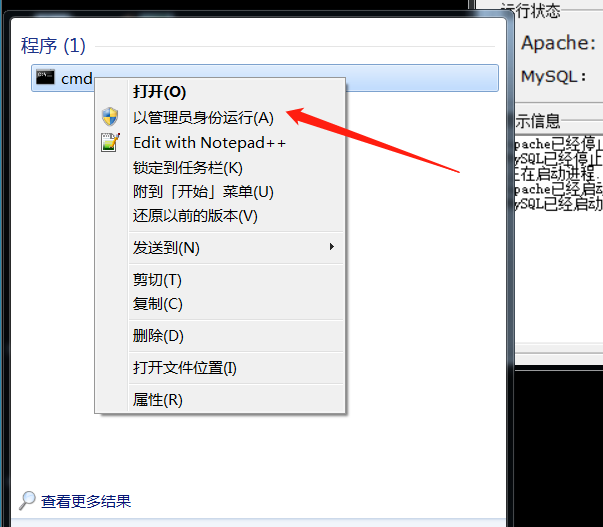 程序 (1)
cmd
打开(O)
以管理员身份运行(A)
Edit with Notepad++
锁定到任务栏(K)
附到「开始」菜单(U)
还原以前的版本(V)
发送到(N)
剪切(T)
复制(C)
删除(D)
打开文件位置(I)
属性(R)
查看更多结果
运行状态
Apache:
MySQL:
示信息
pache已经停止
ySQL已经停止
正在启动进程.
pache已经启动
ySQL已经启动